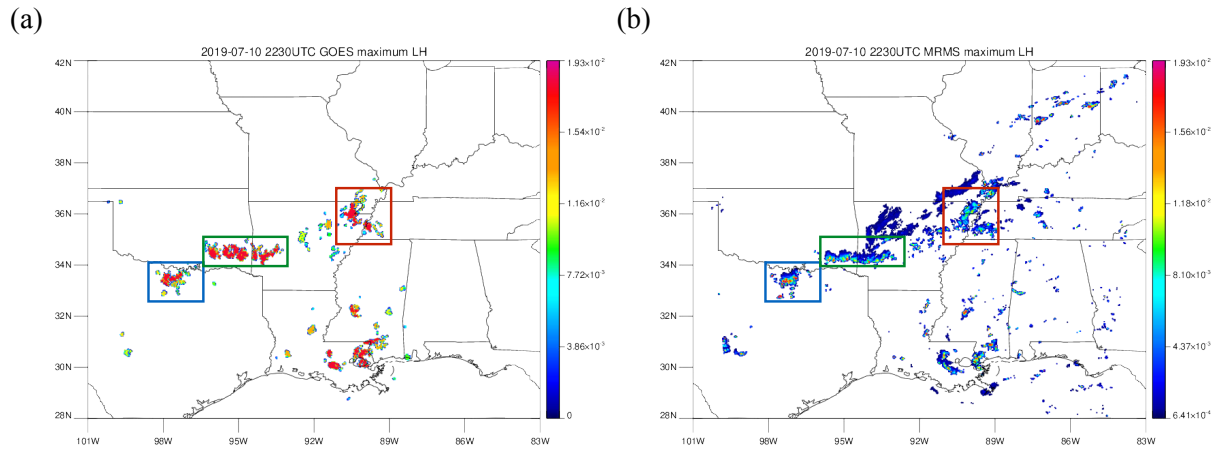 (a)
(b)
2019-07-10 2230UTC GOES maximum LH
2019-07-10 2230UTC MRMS maximum LH
42N
40N
38N
36N
34N
32N
30N
28N
101W
98W
95W
92W
89W
86W
83W
1.93×10⁻²
1.54×10⁻²
1.16×10⁻²
7.72×10⁻³
3.86×10⁻³
0
42N
40N
38N
36N
34N
32N
30N
28N
101W
98W
95W
92W
89W
86W
83W
1.93×10⁻²
1.56×10⁻²
1.18×10⁻²
8.10×10⁻³
4.37×10⁻³
6.41×10⁻⁴